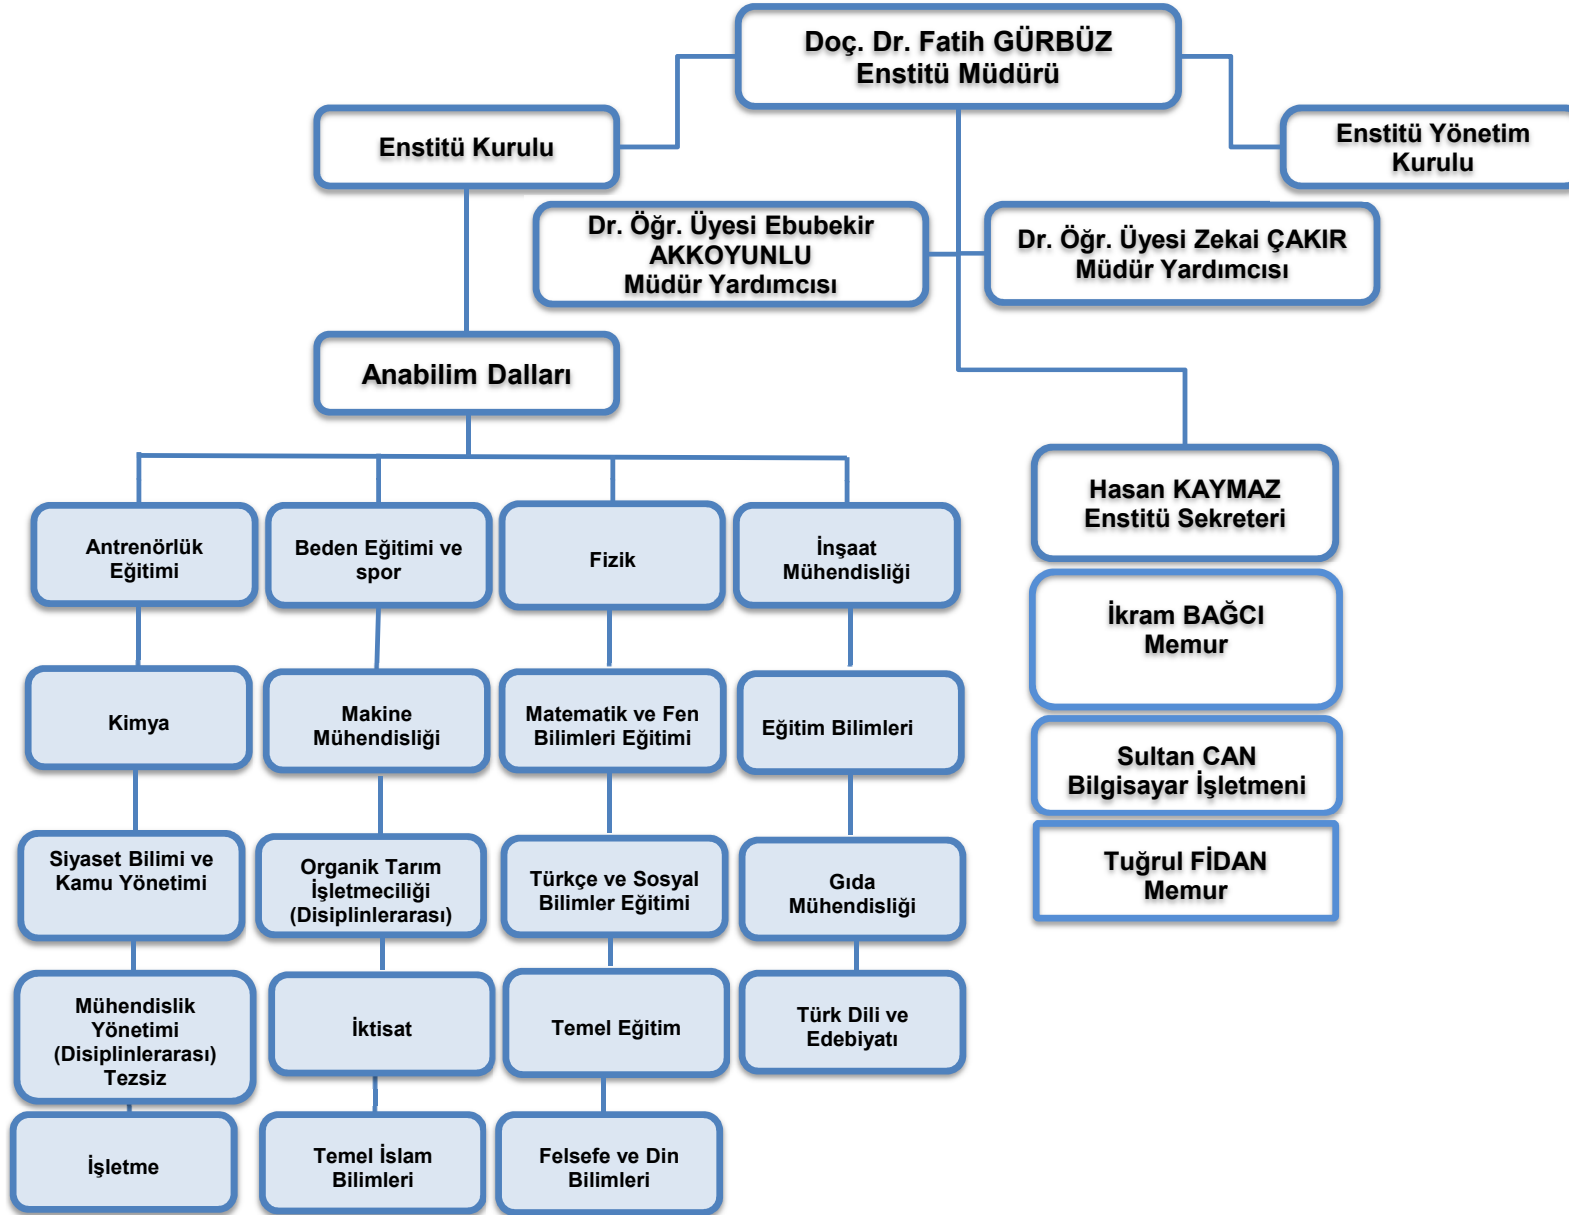 Doç. Dr. Fatih GÜRBÜZ
Enstitü Müdürü
Enstitü Kurulu
Enstitü Yönetim
Kurulu
Dr. Öğr. Üyesi Ebubekir
AKKOYUNLU
Müdür Yardımcısı
Dr. Öğr. Üyesi Zekai ÇAKIR
Müdür Yardımcısı
Anabilim Dalları
Hasan KAYMAZ
Enstitü Sekreteri
İkram BAĞCI
Memur
Sultan CAN
Bilgisayar İşletmeni
Tuğrul FİDAN
Memur
Antrenörlük
Eğitimi
Beden Eğitimi ve
spor
Fizik
İnşaat
Mühendisliği
Kimya
Makine
Mühendisliği
Matematik ve Fen
Bilimleri Eğitimi
Eğitim Bilimleri
Siyaset Bilimi ve
Kamu Yönetimi
Organik Tarım
İşletmeciliği
(Disiplinlerarası)
Türkçe ve Sosyal
Bilimler Eğitimi
Gıda
Mühendisliği
Mühendislik
Yönetimi
(Disiplinlerarası)
Tezsiz
İktisat
Temel Eğitim
Türk Dili ve
Edebiyatı
İşletme
Temel İslam
Bilimleri
Felsefe ve Din
Bilimleri